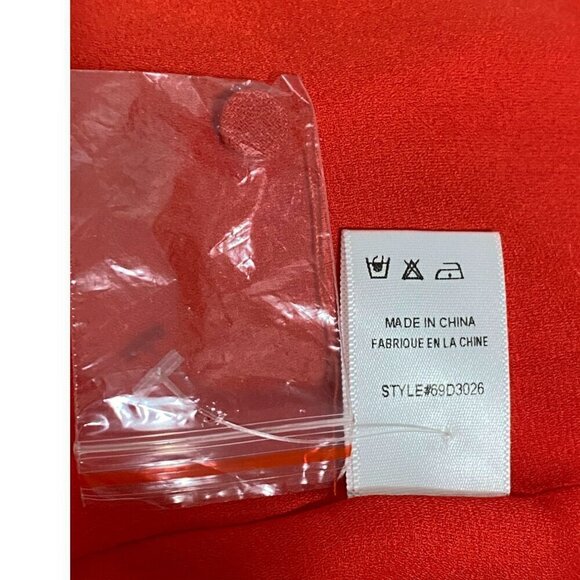 MADE IN CHINA
FABRIQUE EN LA CHINE
STYLE#69D3026